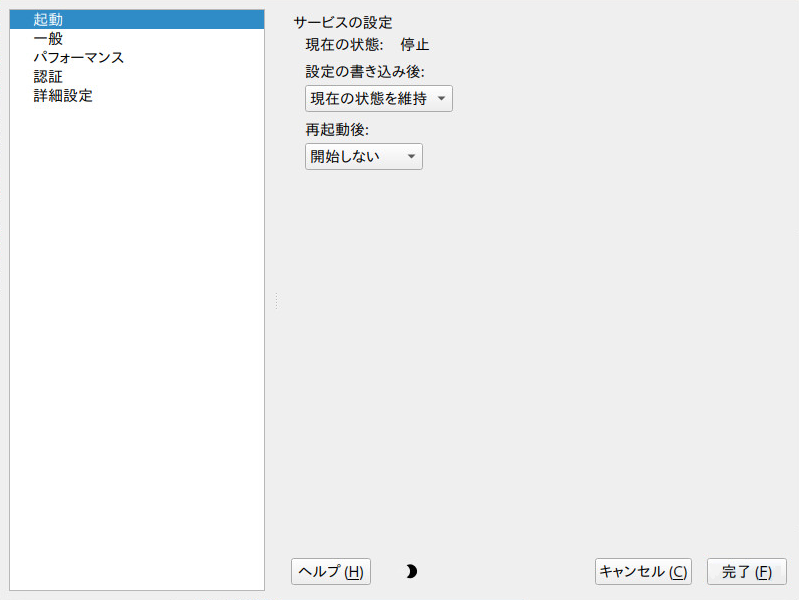 起動
一般
パフォーマンス
認証
詳細設定
サービスの設定
現在の状態: 停止
設定の書き込み後:
現在の状態を維持
再起動後:
開始しない
ヘルプ (H)
キャンセル (C)
完了 (F)